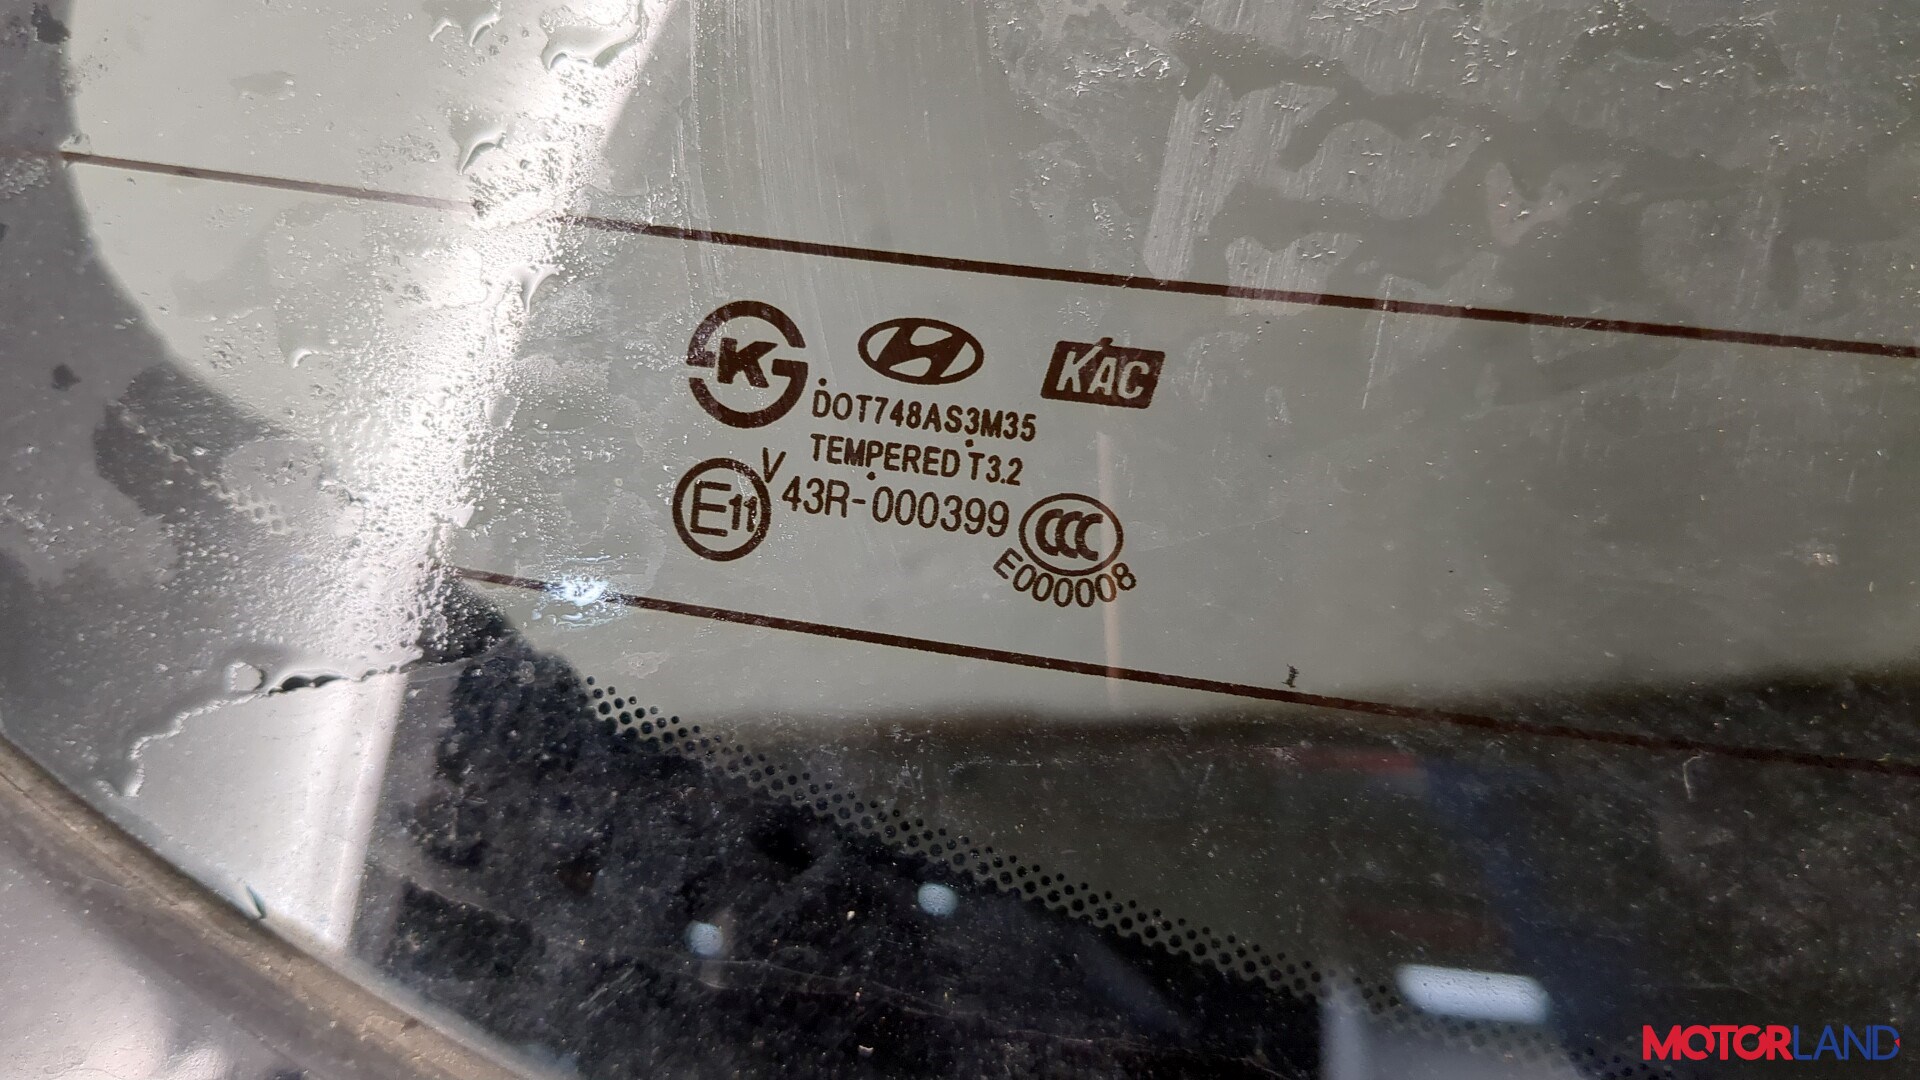 K
KAC
DOT748AS3M35
TEMPERED T3.2
E11
V
43R-000399
CCC
E000008
MOTORLAND